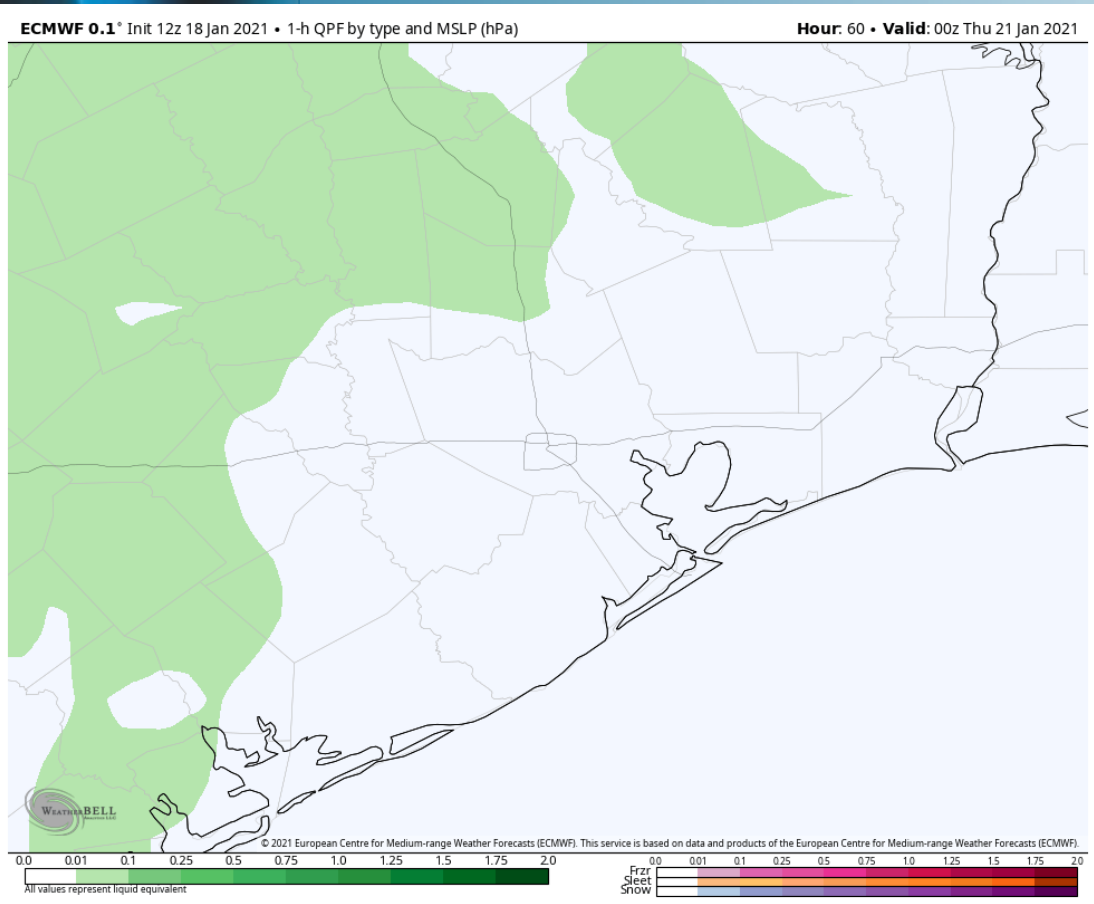 ECMWF 0.1° Init 12z 18 Jan 2021 • 1-h QPF by type and MSLP (hPa)
Hour: 60 • Valid: 00z Thu 21 Jan 2021
WEATHERBELL
© 2021 European Centre for Medium-range Weather Forecasts (ECMWF). This service is based on data and products of the European Centre for Medium-range Weather Forecasts (ECMWF).
0.0 0.01 0.1 0.25 0.5 0.75 1.0 1.25 1.5 1.75 2.0
All values represent liquid equivalent
0.0 0.01 0.1 0.25 0.5 0.75 1.0 1.25 1.5 1.75 2.0
Frzr
Sleet
Snow